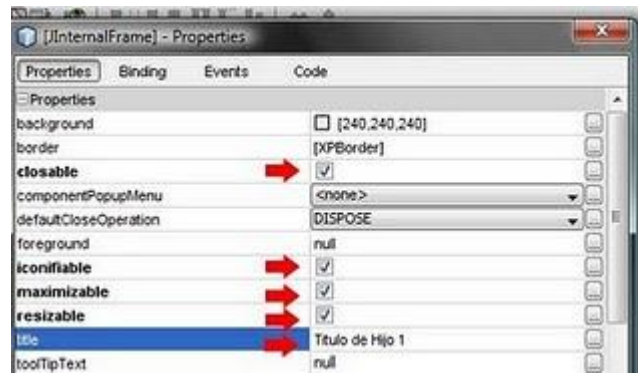 [JInternalFrame] - Properties
Properties Binding Events Code
Properties
background [240,240,240]
border [XPBorder]
closable
componentPopupMenu <none>
defaultCloseOperation DISPOSE
foreground null
iconifiable
maximizable
resizable
title Titulo de Hijo 1
toolTipText null